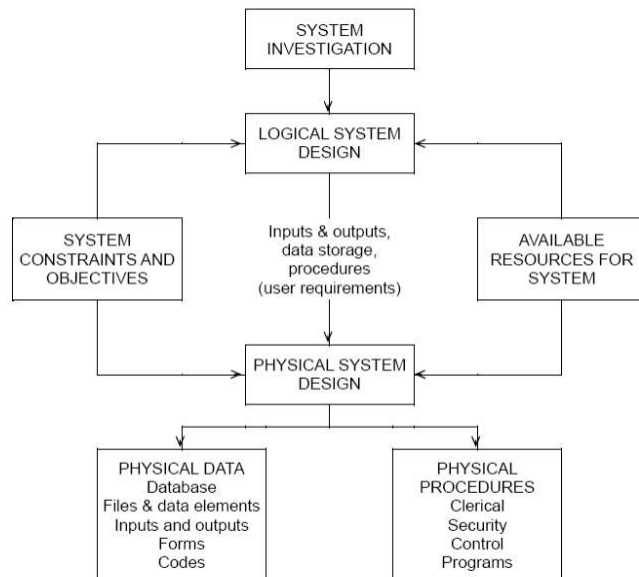 SYSTEM
INVESTIGATION
LOGICAL SYSTEM
DESIGN
SYSTEM
CONSTRAINTS AND
OBJECTIVES
Inputs & outputs,
data storage,
procedures
(user requirements)
AVAILABLE
RESOURCES FOR
SYSTEM
PHYSICAL SYSTEM
DESIGN
PHYSICAL DATA
Database
Files & data elements
Inputs and outputs
Forms
Codes
PHYSICAL
PROCEDURES
Clerical
Security
Control
Programs